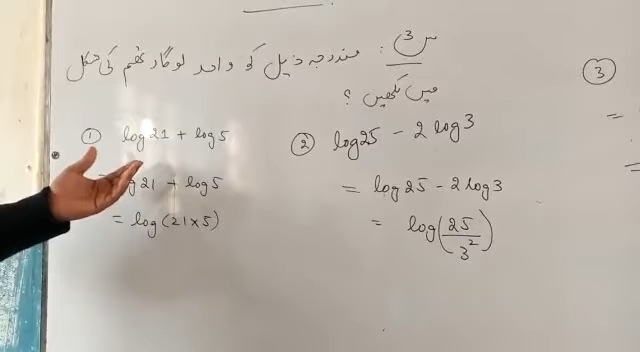 س 3 : مندرجہ ذیل کو واحد لوگارتھم کی شکل
میں لکھیں ؟
① log 21 + log 5
= log 21 + log 5
= log (21 × 5)
② log 25 - 2 log 3
= log 25 - 2 log 3
= log (25/3²)
③
=
=